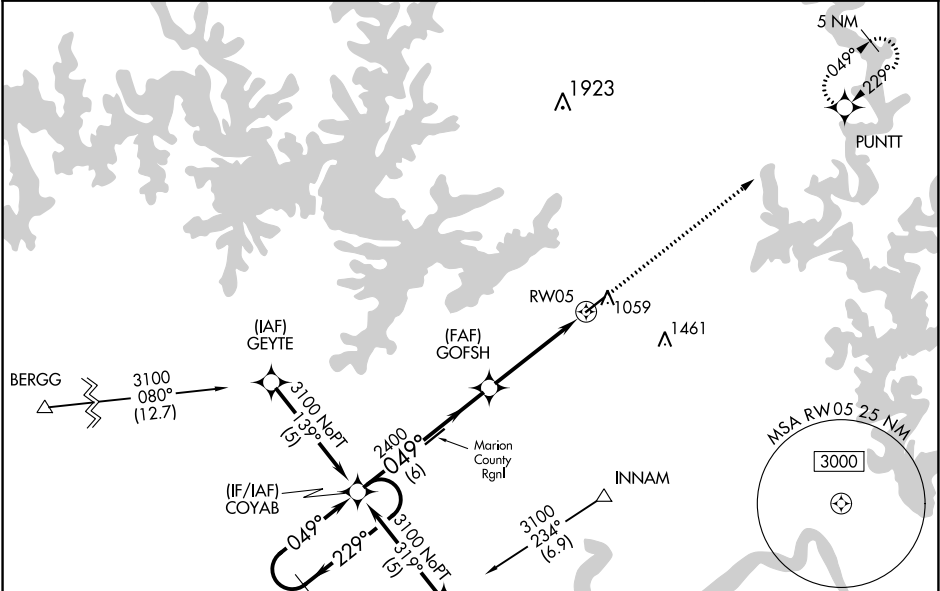 5 NM
049°
229°
PUNTT
1923
RW05
1059
1461
(IAF)
GEYTE
(FAF)
GOFSH
BERGG
3100
080°
(12.7)
3100 NoPT
139°
(5)
2400
049°
(6)
Marion
County
Rgnl
MSA RW05 25 NM
3000
(IF/IAF)
COYAB
INNAM
3100
234°
(6.9)
049°
229°
3100 NoPT
319°
(5)